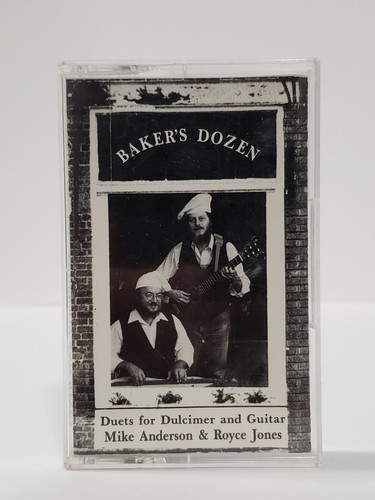 BAKER'S DOZEN
Duets for Dulcimer and Guitar
Mike Anderson & Royce Jones